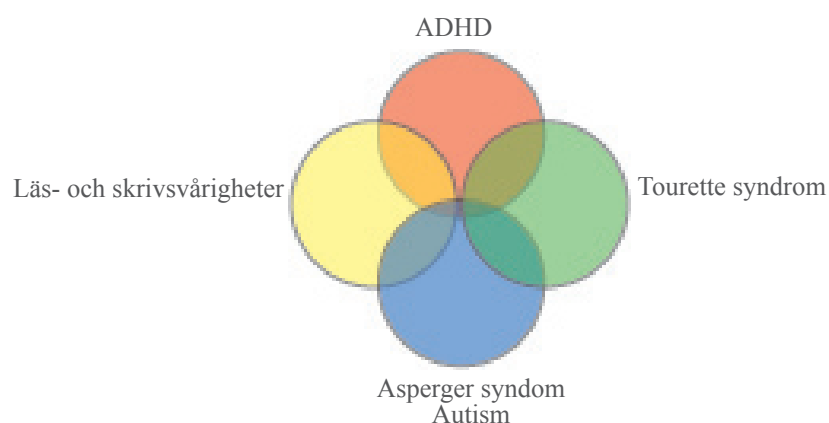 ADHD
Läs- och skrivsvårigheter
Tourette syndrom
Asperger syndom
Autism